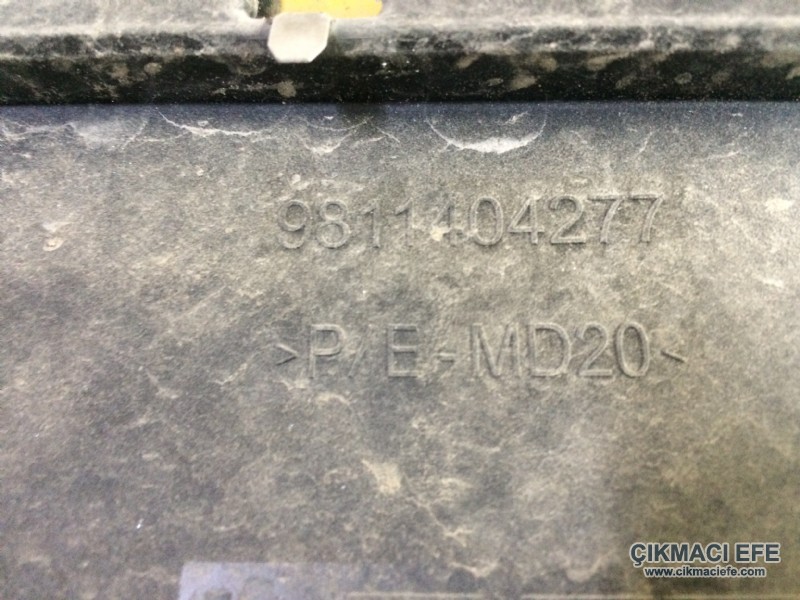 9811404277
>P/E-MD20<
ÇIKMACI EFE
www.cikmaciefe.com